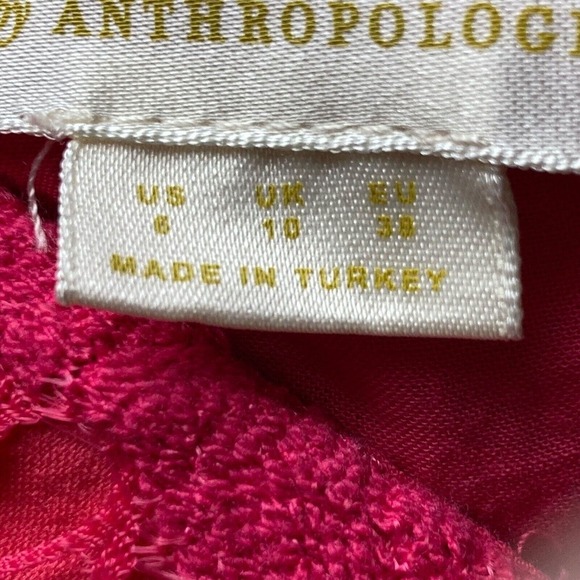 ANTHROPOLOGI
US UK EU
6 10 38
MADE IN TURKEY